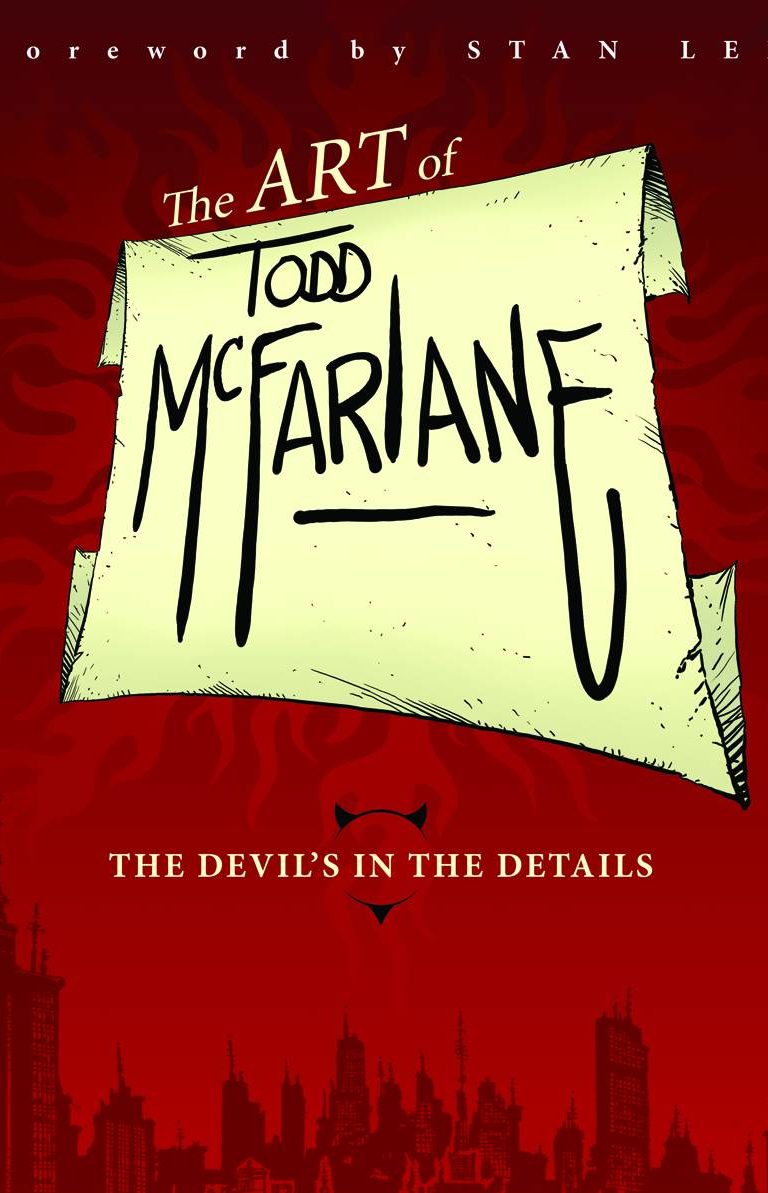 oreword by STAN LE
The ART of
TODD
McFARLANE
THE DEVIL'S IN THE DETAILS